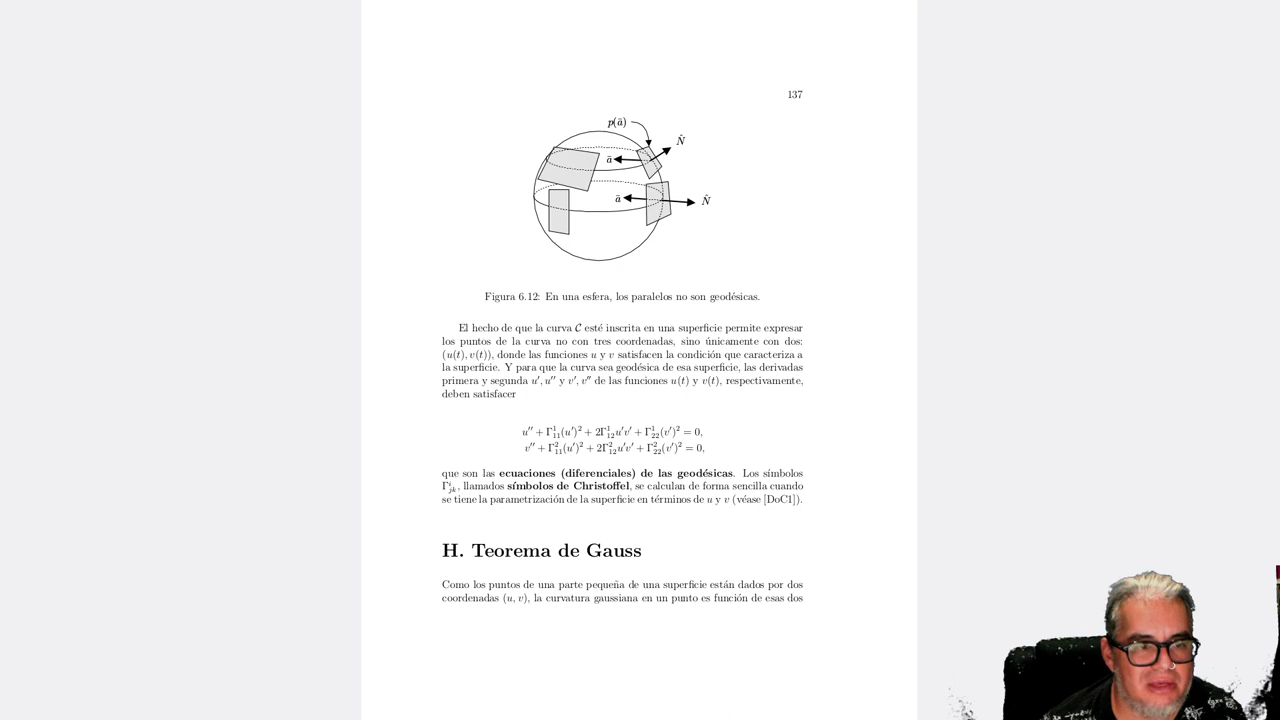 137
p(ā)
N̂
ā
ā
N̂
Figura 6.12: En una esfera, los paralelos no son geodésicas.
El hecho de que la curva 𝒞 esté inscrita en una superficie permite expresar
los puntos de la curva no con tres coordenadas, sino únicamente con dos:
(u(t), v(t)), donde las funciones u y v satisfacen la condición que caracteriza a
la superficie. Y para que la curva sea geodésica de esa superficie, las derivadas
primera y segunda u′, u″ y v′, v″ de las funciones u(t) y v(t), respectivamente,
deben satisfacer
u″ + Γ¹₁₁(u′)² + 2Γ¹₁₂u′v′ + Γ¹₂₂(v′)² = 0,
v″ + Γ²₁₁(u′)² + 2Γ²₁₂u′v′ + Γ²₂₂(v′)² = 0,
que son las ecuaciones (diferenciales) de las geodésicas. Los símbolos
Γⁱⱼₖ, llamados símbolos de Christoffel, se calculan de forma sencilla cuando
se tiene la parametrización de la superficie en términos de u y v (véase [DoC1]).
H. Teorema de Gauss
Como los puntos de una parte pequeña de una superficie están dados por dos
coordenadas (u, v), la curvatura gaussiana en un punto es función de esas dos